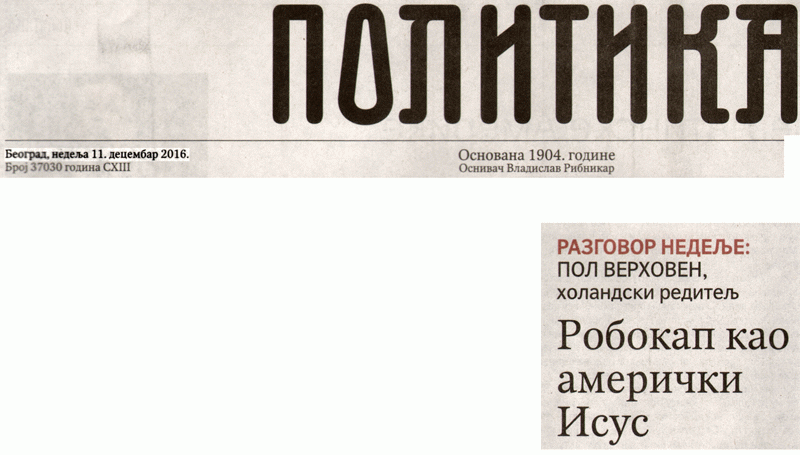 ПОЛИТИКА
Београд, недеља 11. децембар 2016.
Број 37030 година CXIII
Основана 1904. године
Оснивач Владислав Рибникар
РАЗГОВОР НЕДЕЉЕ:
ПОЛ ВЕРХОВЕН,
холандски редитељ
Робокап као
амерички
Исус